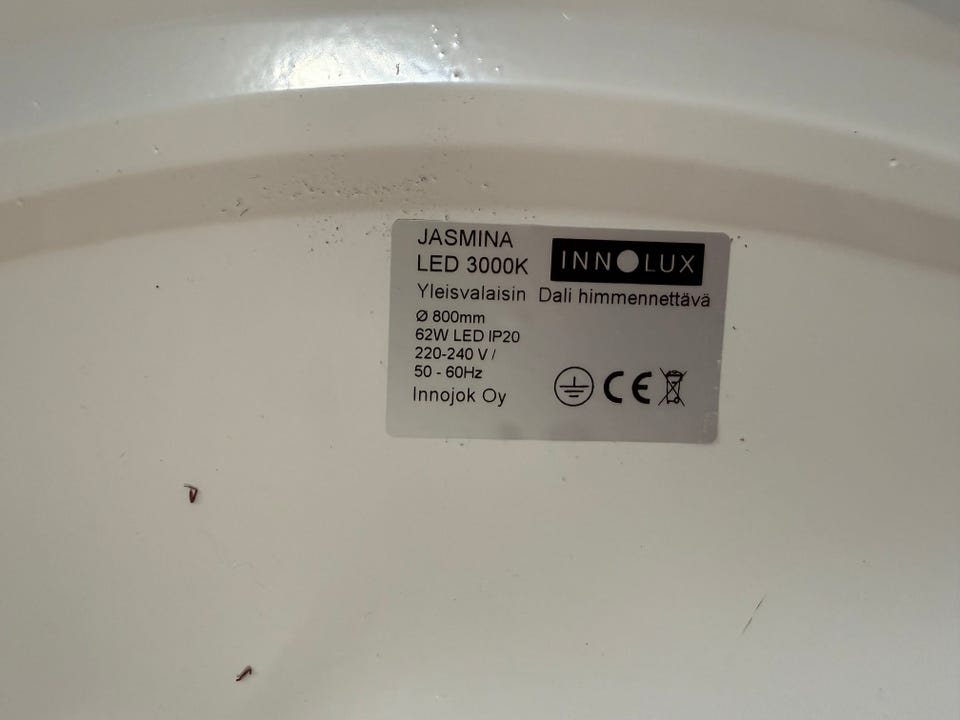 JASMINA
LED 3000K
INNOLUX
Yleisvalaisin Dali himmennettävä
Ø 800mm
62W LED IP20
220-240 V /
50 - 60Hz
Innojok Oy
CE